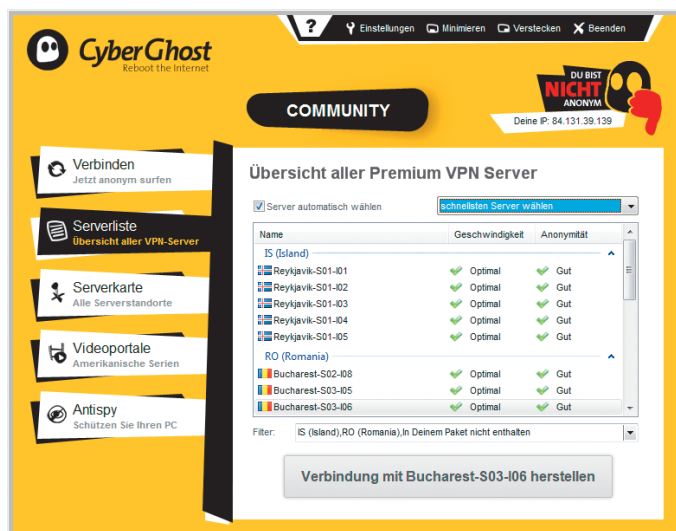 ? Einstellungen Minimieren Verstecken Beenden
CyberGhost
Reboot the Internet
DU BIST
NICHT
ANONYM
Deine IP: 84.131.39.139
COMMUNITY
Verbinden
Jetzt anonym surfen
Serverliste
Übersicht aller VPN-Server
Serverkarte
Alle Serverstandorte
Videoportale
Amerikanische Serien
Antispy
Schützen Sie Ihren PC
Übersicht aller Premium VPN Server
Server automatisch wählen schnellsten Server wählen
Name Geschwindigkeit Anonymität
IS (Island)
Reykjavik-S01-I01 Optimal Gut
Reykjavik-S01-I02 Optimal Gut
Reykjavik-S01-I03 Optimal Gut
Reykjavik-S01-I04 Optimal Gut
Reykjavik-S01-I05 Optimal Gut
RO (Romania)
Bucharest-S02-I08 Optimal Gut
Bucharest-S03-I05 Optimal Gut
Bucharest-S03-I06 Optimal Gut
Filter: IS (Island),RO (Romania),In Deinem Paket nicht enthalten
Verbindung mit Bucharest-S03-I06 herstellen